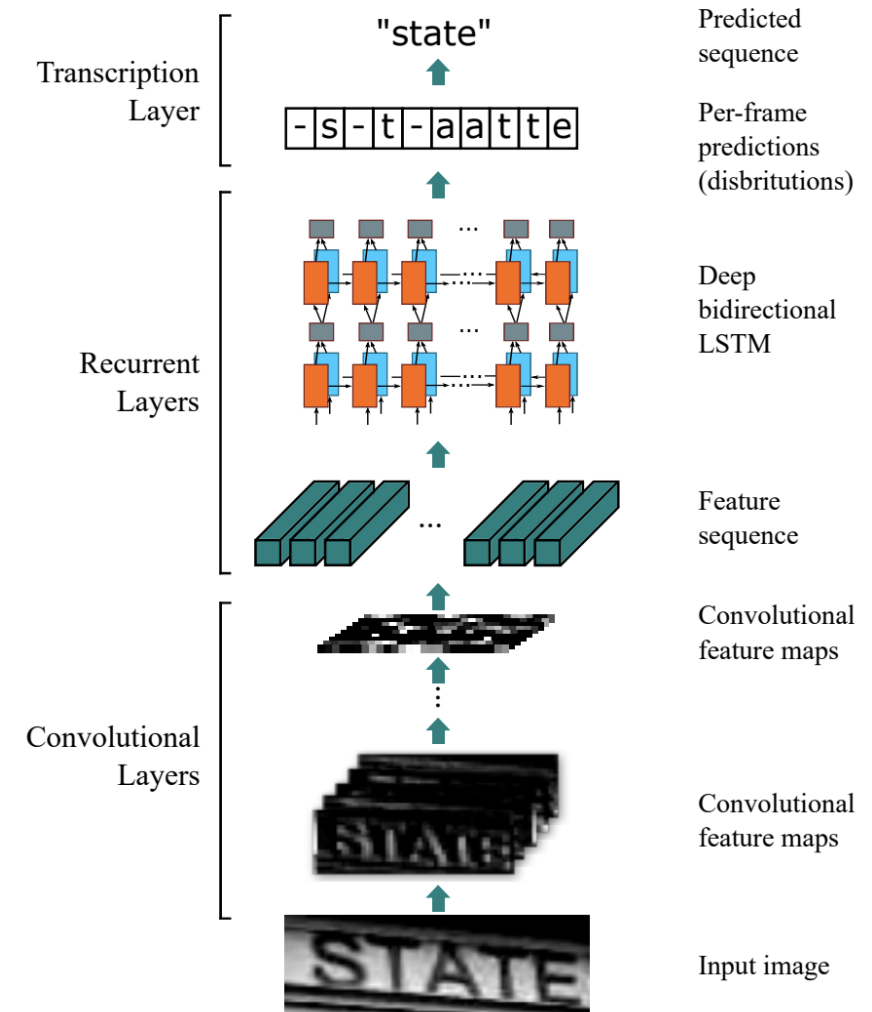 "state"
Predicted
sequence
Transcription
Layer
-s-t-aatte
Per-frame
predictions
(disbritutions)
...
Deep
bidirectional
LSTM
...
Recurrent
Layers
...
Feature
sequence
Convolutional
feature maps
Convolutional
Layers
STATE
Convolutional
feature maps
STATE
Input image